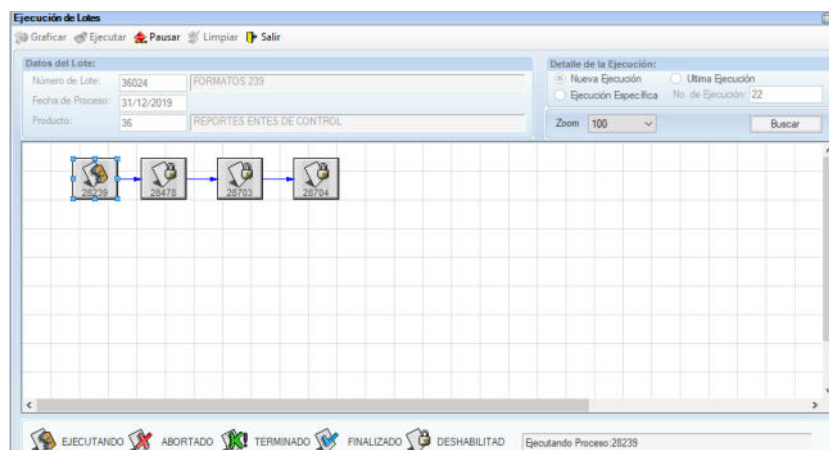 Ejecución de Lotes
Graficar Ejecutar Pausar Limpiar Salir
Datos del Lote:
Número de Lote: 36024 FORMATOS 239
Fecha de Proceso: 31/12/2019
Producto: 36 REPORTES ENTES DE CONTROL
Detalle de la Ejecución:
Nueva Ejecución Ultima Ejecución
Ejecución Específica No. de Ejecución: 22
Zoom 100 Buscar
28239 28478 28703 28704
EJECUTANDO ABORTADO TERMINADO FINALIZADO DESHABILITAD Ejecutando Proceso:28239